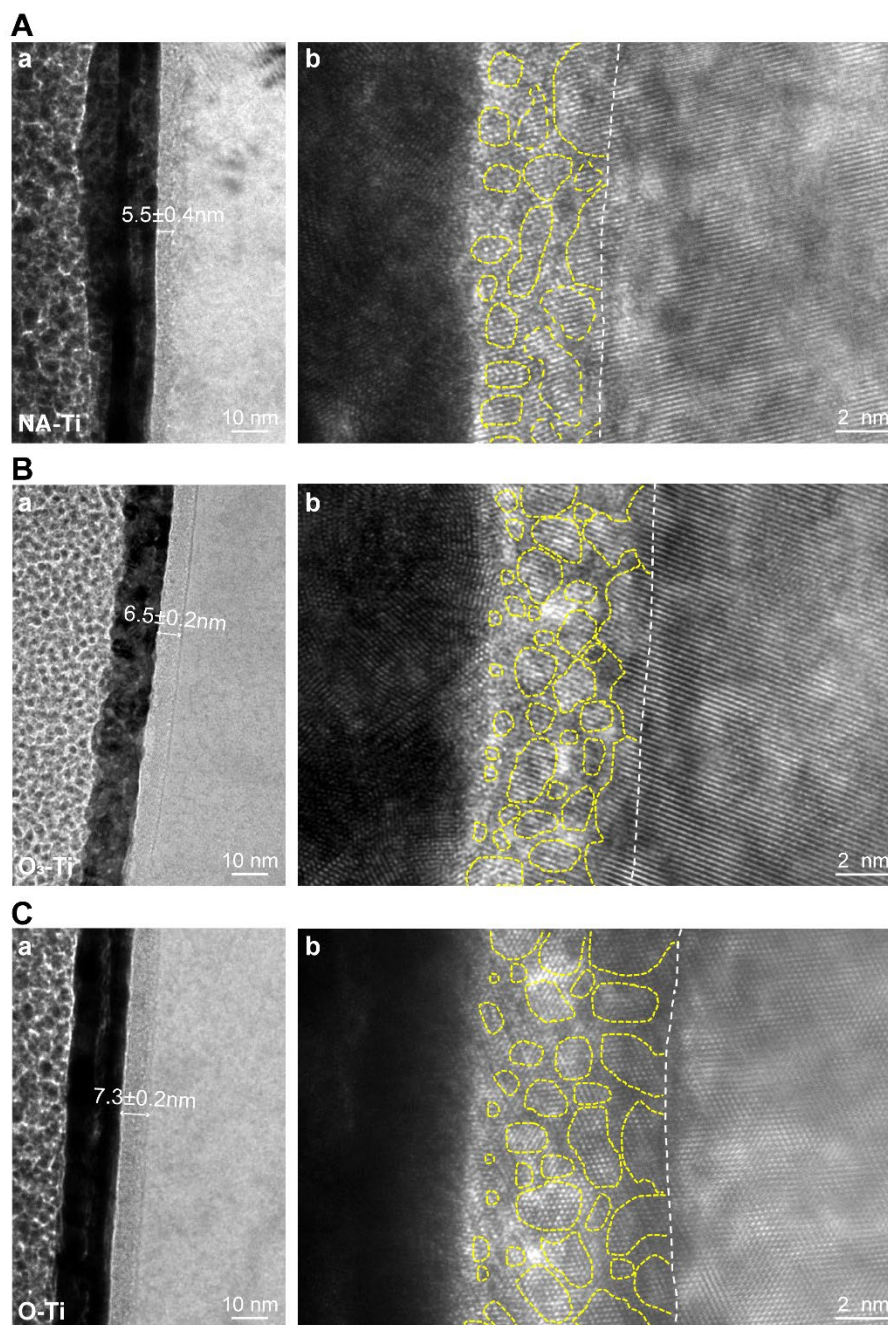 A
a
b
5.5±0.4nm
NA-Ti
10 nm
2 nm
B
a
b
6.5±0.2nm
O₃-Ti
10 nm
2 nm
C
a
b
7.3±0.2nm
O-Ti
10 nm
2 nm